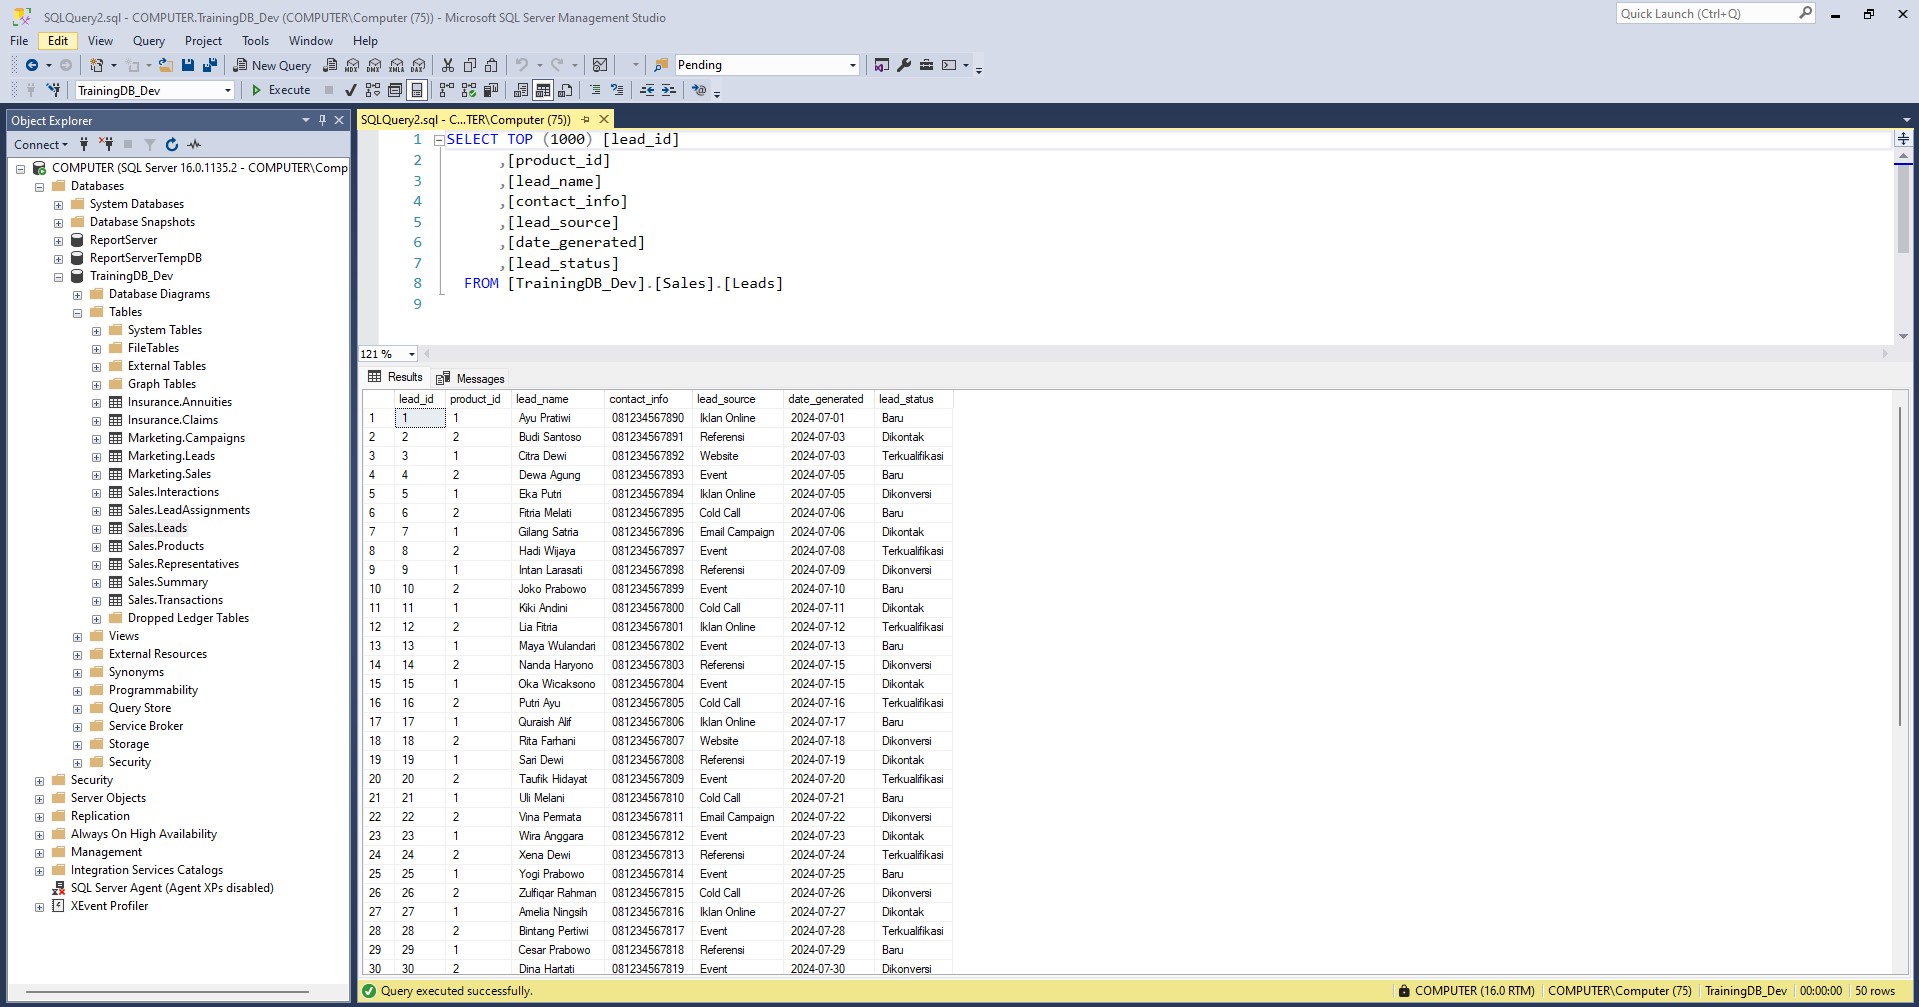 SQLQuery2.sql - COMPUTER.TrainingDB_Dev (COMPUTER\Computer (75)) - Microsoft SQL Server Management Studio
Quick Launch (Ctrl+Q)
File Edit View Query Project Tools Window Help
New Query MDX DMX XMLA DAX Pending
TrainingDB_Dev Execute
Object Explorer
Connect
COMPUTER (SQL Server 16.0.1135.2 - COMPUTER\Comp
Databases
System Databases
Database Snapshots
ReportServer
ReportServerTempDB
TrainingDB_Dev
Database Diagrams
Tables
System Tables
FileTables
External Tables
Graph Tables
Insurance.Annuities
Insurance.Claims
Marketing.Campaigns
Marketing.Leads
Marketing.Sales
Sales.Interactions
Sales.LeadAssignments
Sales.Leads
Sales.Products
Sales.Representatives
Sales.Summary
Sales.Transactions
Dropped Ledger Tables
Views
External Resources
Synonyms
Programmability
Query Store
Service Broker
Storage
Security
Security
Server Objects
Replication
Always On High Availability
Management
Integration Services Catalogs
SQL Server Agent (Agent XPs disabled)
XEvent Profiler
SQLQuery2.sql - C...TER\Computer (75))
1 SELECT TOP (1000) [lead_id]
2 ,[product_id]
3 ,[lead_name]
4 ,[contact_info]
5 ,[lead_source]
6 ,[date_generated]
7 ,[lead_status]
8 FROM [TrainingDB_Dev].[Sales].[Leads]
9
121 %
Results Messages
lead_id product_id lead_name contact_info lead_source date_generated lead_status
1 1 1 Ayu Pratiwi 081234567890 Iklan Online 2024-07-01 Baru
2 2 2 Budi Santoso 081234567891 Referensi 2024-07-03 Dikontak
3 3 1 Citra Dewi 081234567892 Website 2024-07-03 Terkualifikasi
4 4 2 Dewa Agung 081234567893 Event 2024-07-05 Baru
5 5 1 Eka Putri 081234567894 Iklan Online 2024-07-05 Dikonversi
6 6 2 Fitria Melati 081234567895 Cold Call 2024-07-06 Baru
7 7 1 Gilang Satria 081234567896 Email Campaign 2024-07-06 Dikontak
8 8 2 Hadi Wijaya 081234567897 Event 2024-07-08 Terkualifikasi
9 9 1 Intan Larasati 081234567898 Referensi 2024-07-09 Dikonversi
10 10 2 Joko Prabowo 081234567899 Event 2024-07-10 Baru
11 11 1 Kiki Andini 081234567800 Cold Call 2024-07-11 Dikontak
12 12 2 Lia Fitria 081234567801 Iklan Online 2024-07-12 Terkualifikasi
13 13 1 Maya Wulandari 081234567802 Event 2024-07-13 Baru
14 14 2 Nanda Haryono 081234567803 Referensi 2024-07-15 Dikonversi
15 15 1 Oka Wicaksono 081234567804 Event 2024-07-15 Dikontak
16 16 2 Putri Ayu 081234567805 Cold Call 2024-07-16 Terkualifikasi
17 17 1 Quraish Alif 081234567806 Iklan Online 2024-07-17 Baru
18 18 2 Rita Farhani 081234567807 Website 2024-07-18 Dikonversi
19 19 1 Sari Dewi 081234567808 Referensi 2024-07-19 Dikontak
20 20 2 Taufik Hidayat 081234567809 Event 2024-07-20 Terkualifikasi
21 21 1 Uli Melani 081234567810 Cold Call 2024-07-21 Baru
22 22 2 Vina Permata 081234567811 Email Campaign 2024-07-22 Dikonversi
23 23 1 Wira Anggara 081234567812 Event 2024-07-23 Dikontak
24 24 2 Xena Dewi 081234567813 Referensi 2024-07-24 Terkualifikasi
25 25 1 Yogi Prabowo 081234567814 Event 2024-07-25 Baru
26 26 2 Zulfiqar Rahman 081234567815 Cold Call 2024-07-26 Dikonversi
27 27 1 Amelia Ningsih 081234567816 Iklan Online 2024-07-27 Dikontak
28 28 2 Bintang Pertiwi 081234567817 Event 2024-07-28 Terkualifikasi
29 29 1 Cesar Prabowo 081234567818 Referensi 2024-07-29 Baru
30 30 2 Dina Hartati 081234567819 Event 2024-07-30 Dikonversi
Query executed successfully. COMPUTER (16.0 RTM) COMPUTER\Computer (75) TrainingDB_Dev 00:00:00 50 rows